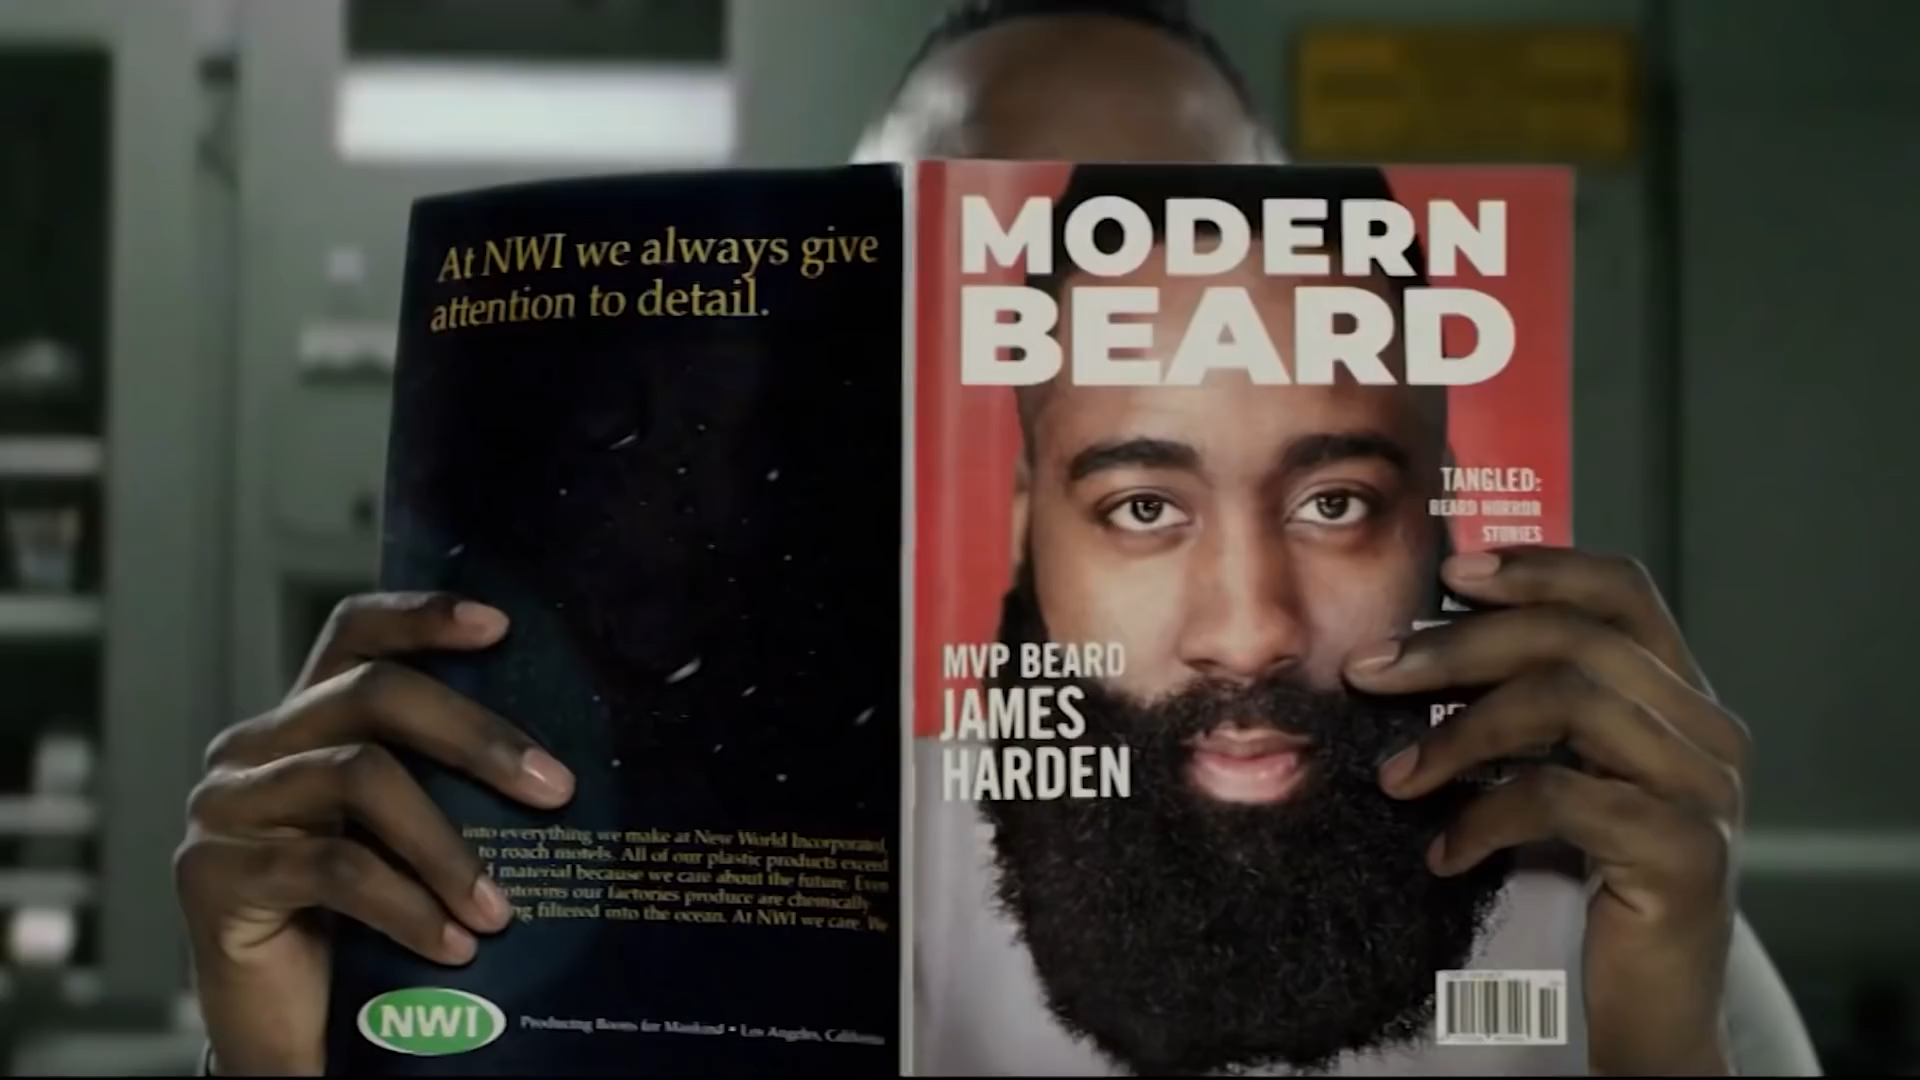 At NWI we always give
attention to detail.
into everything we make at New World Incorporated,
to roach motels. All of our plastic products exceed
material because we care about the future. Even
our factories produce are chemically
filtered into the ocean. At NWI we care. We
NWI
Producing Boons for Mankind • Los Angeles, California
MODERN
BEARD
TANGLED:
BEARD HORROR
STORIES
MVP BEARD
JAMES
HARDEN